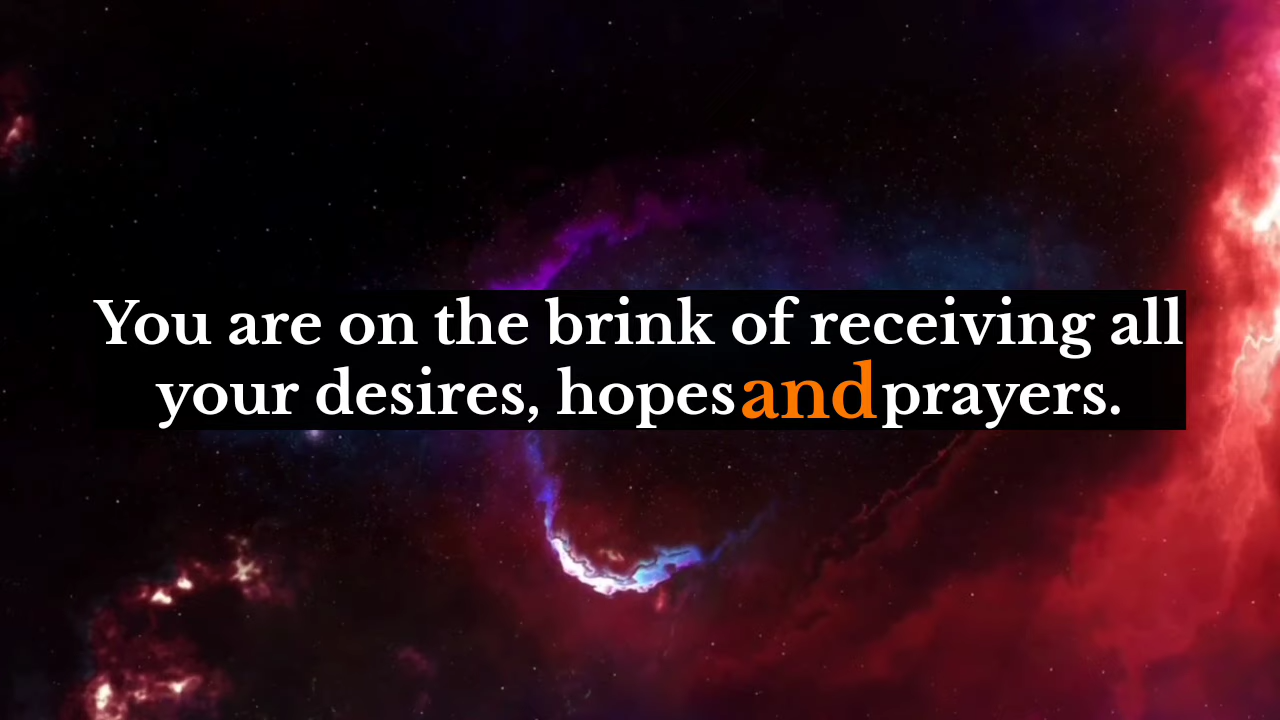 You are on the brink of receiving all
your desires, hopes and prayers.